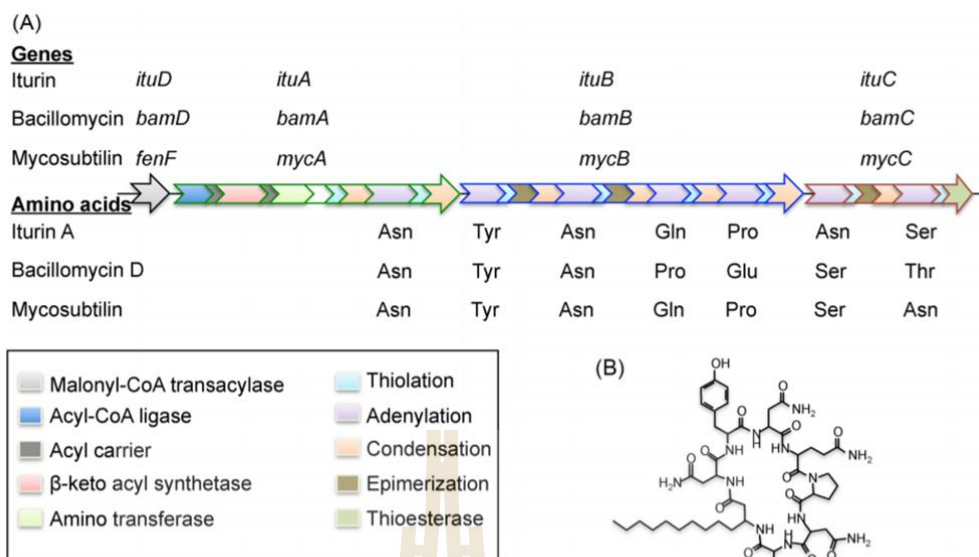 (A)
Genes
Iturin ituD ituA ituB ituC
Bacillomycin bamD bamA bamB bamC
Mycosubtilin fenF mycA mycB mycC
Amino acids
Iturin A Asn Tyr Asn Gln Pro Asn Ser
Bacillomycin D Asn Tyr Asn Pro Glu Ser Thr
Mycosubtilin Asn Tyr Asn Gln Pro Ser Asn
Malonyl-CoA transacylase
Acyl-CoA ligase
Acyl carrier
β-keto acyl synthetase
Amino transferase
Thiolation
Adenylation
Condensation
Epimerization
Thioesterase
(B)
OH
O
NH₂
O
O
N
H
O
HN
NH₂
O
NH
O
H₂N
NH
O
N
O
HN
O
NH
H
N
O
O
NH₂
O